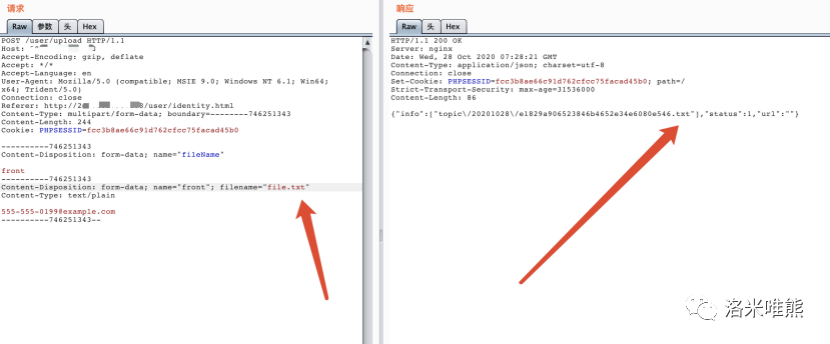 请求
Raw 参数 头 Hex
POST /user/upload HTTP/1.1
Host:
Accept-Encoding: gzip, deflate
Accept: */*
Accept-Language: en
User-Agent: Mozilla/5.0 (compatible; MSIE 9.0; Windows NT 6.1; Win64;
x64; Trident/5.0)
Connection: close
Referer: http://2 8/user/identity.html
Content-Type: multipart/form-data; boundary=--------746251343
Content-Length: 244
Cookie: PHPSESSID=fcc3b8ae66c91d762cfcc75facad45b0
----------746251343
Content-Disposition: form-data; name="fileName"
front
----------746251343
Content-Disposition: form-data; name="front"; filename="file.txt"
Content-Type: text/plain
555-555-0199@example.com
----------746251343--
响应
Raw 头 Hex
HTTP/1.1 200 OK
Server: nginx
Date: Wed, 28 Oct 2020 07:28:21 GMT
Content-Type: application/json; charset=utf-8
Connection: close
Set-Cookie: PHPSESSID=fcc3b8ae66c91d762cfcc75facad45b0; path=/
Strict-Transport-Security: max-age=31536000
Content-Length: 86
{"info":["topic\/20201028\/e1829a906523846b4652e34e6080e546.txt"],"status":1,"url":""}
洛米唯熊